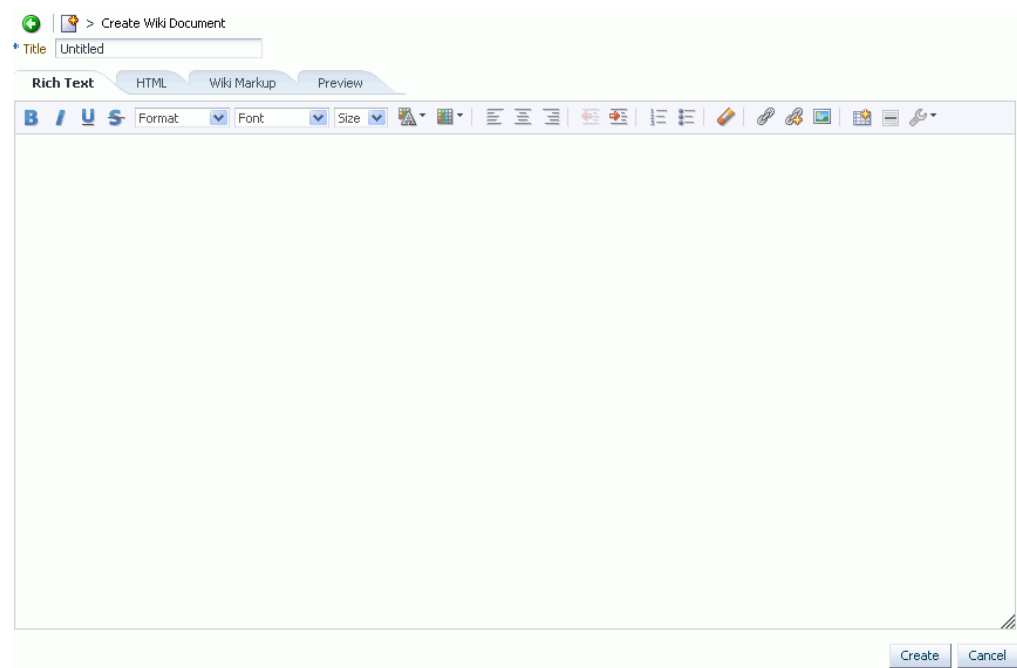 > Create Wiki Document
* Title Untitled
Rich Text HTML Wiki Markup Preview
B I U S Format Font Size
Create Cancel